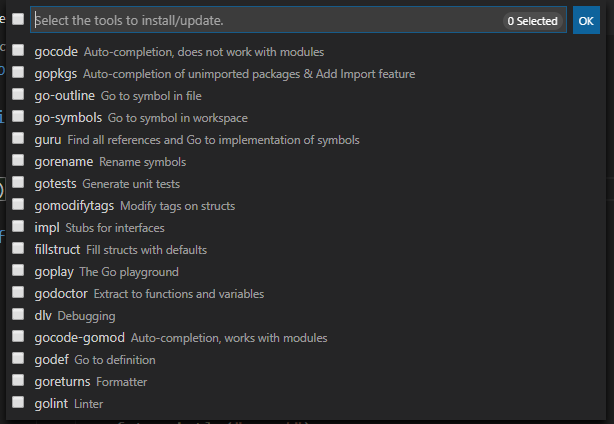 Select the tools to install/update. 0 Selected OK
gocode Auto-completion, does not work with modules
gopkgs Auto-completion of unimported packages & Add Import feature
go-outline Go to symbol in file
go-symbols Go to symbol in workspace
guru Find all references and Go to implementation of symbols
gorename Rename symbols
gotests Generate unit tests
gomodifytags Modify tags on structs
impl Stubs for interfaces
fillstruct Fill structs with defaults
goplay The Go playground
godoctor Extract to functions and variables
dlv Debugging
gocode-gomod Auto-completion, works with modules
godef Go to definition
goreturns Formatter
golint Linter